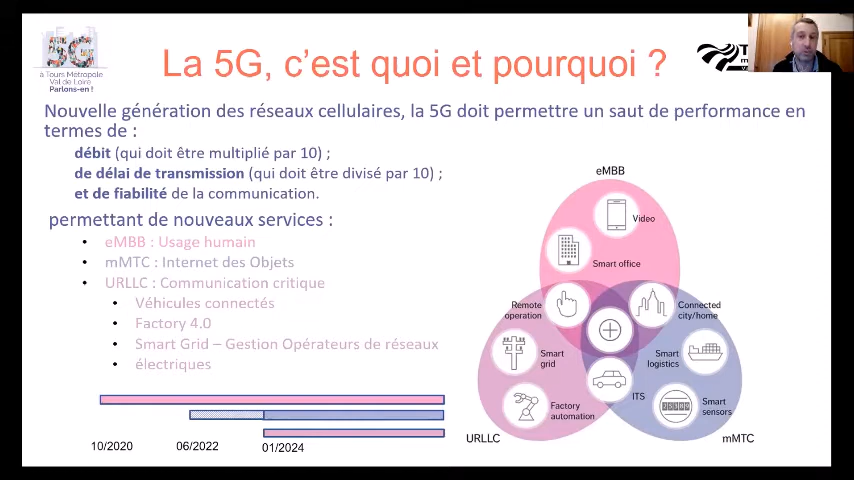 5G
à Tours Métropole
Val de Loire
Parlons-en !
La 5G, c'est quoi et pourquoi ?
Nouvelle génération des réseaux cellulaires, la 5G doit permettre un saut de performance en
termes de :
débit (qui doit être multiplié par 10) ;
de délai de transmission (qui doit être divisé par 10) ;
et de fiabilité de la communication.
permettant de nouveaux services :
• eMBB : Usage humain
• mMTC : Internet des Objets
• URLLC : Communication critique
• Véhicules connectés
• Factory 4.0
• Smart Grid – Gestion Opérateurs de réseaux
• électriques
10/2020
06/2022
01/2024
eMBB
Video
Smart office
Remote
operation
Connected
city/home
Smart
grid
Smart
logistics
Factory
automation
ITS
Smart
sensors
URLLC
mMTC